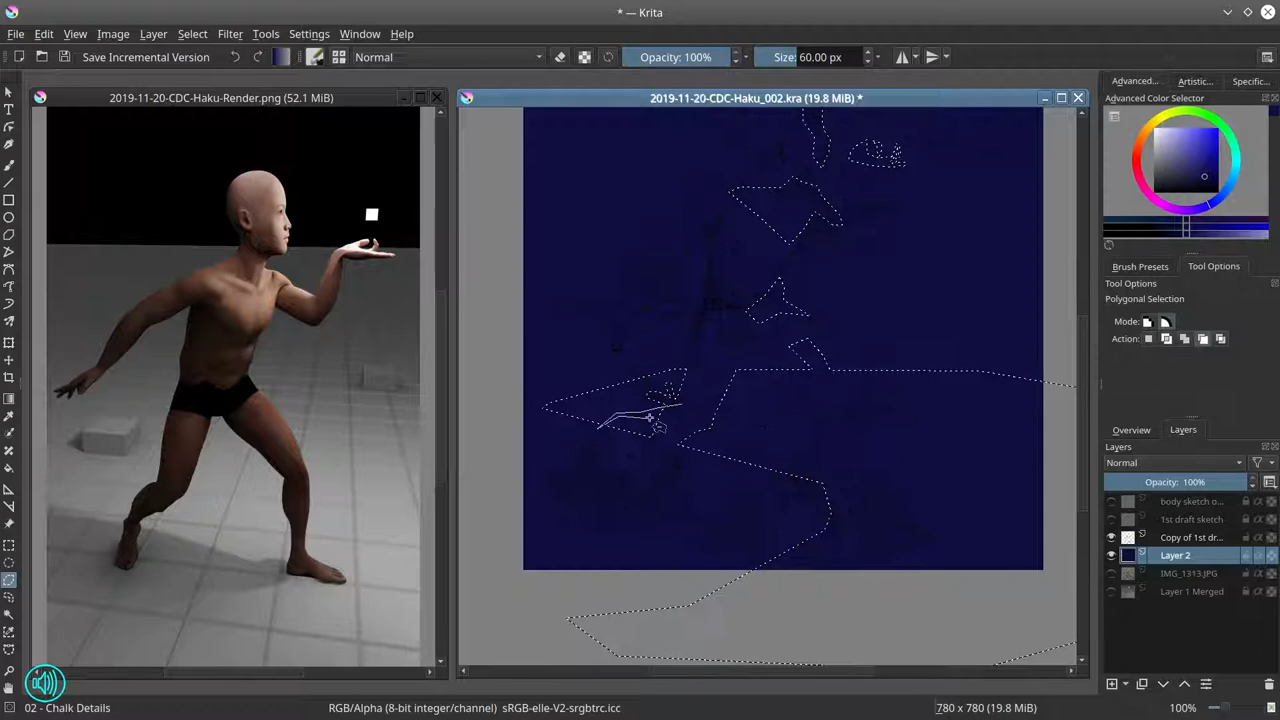 * — Krita
File Edit View Image Layer Select Filter Tools Settings Window Help
Save Incremental Version Normal Opacity: 100% Size: 60.00 px
2019-11-20-CDC-Haku-Render.png (52.1 MiB)
2019-11-20-CDC-Haku_002.kra (19.8 MiB) *
Advanced... Artistic... Specific...
Advanced Color Selector
Brush Presets Tool Options
Tool Options
Polygonal Selection
Mode:
Action:
Overview Layers
Layers
Normal
Opacity: 100%
body sketch o...
1st draft sketch
Copy of 1st dr...
Layer 2
IMG_1313.JPG
Layer 1 Merged
02 - Chalk Details RGB/Alpha (8-bit integer/channel) sRGB-elle-V2-srgbtrc.icc 780 x 780 (19.8 MiB) 100%